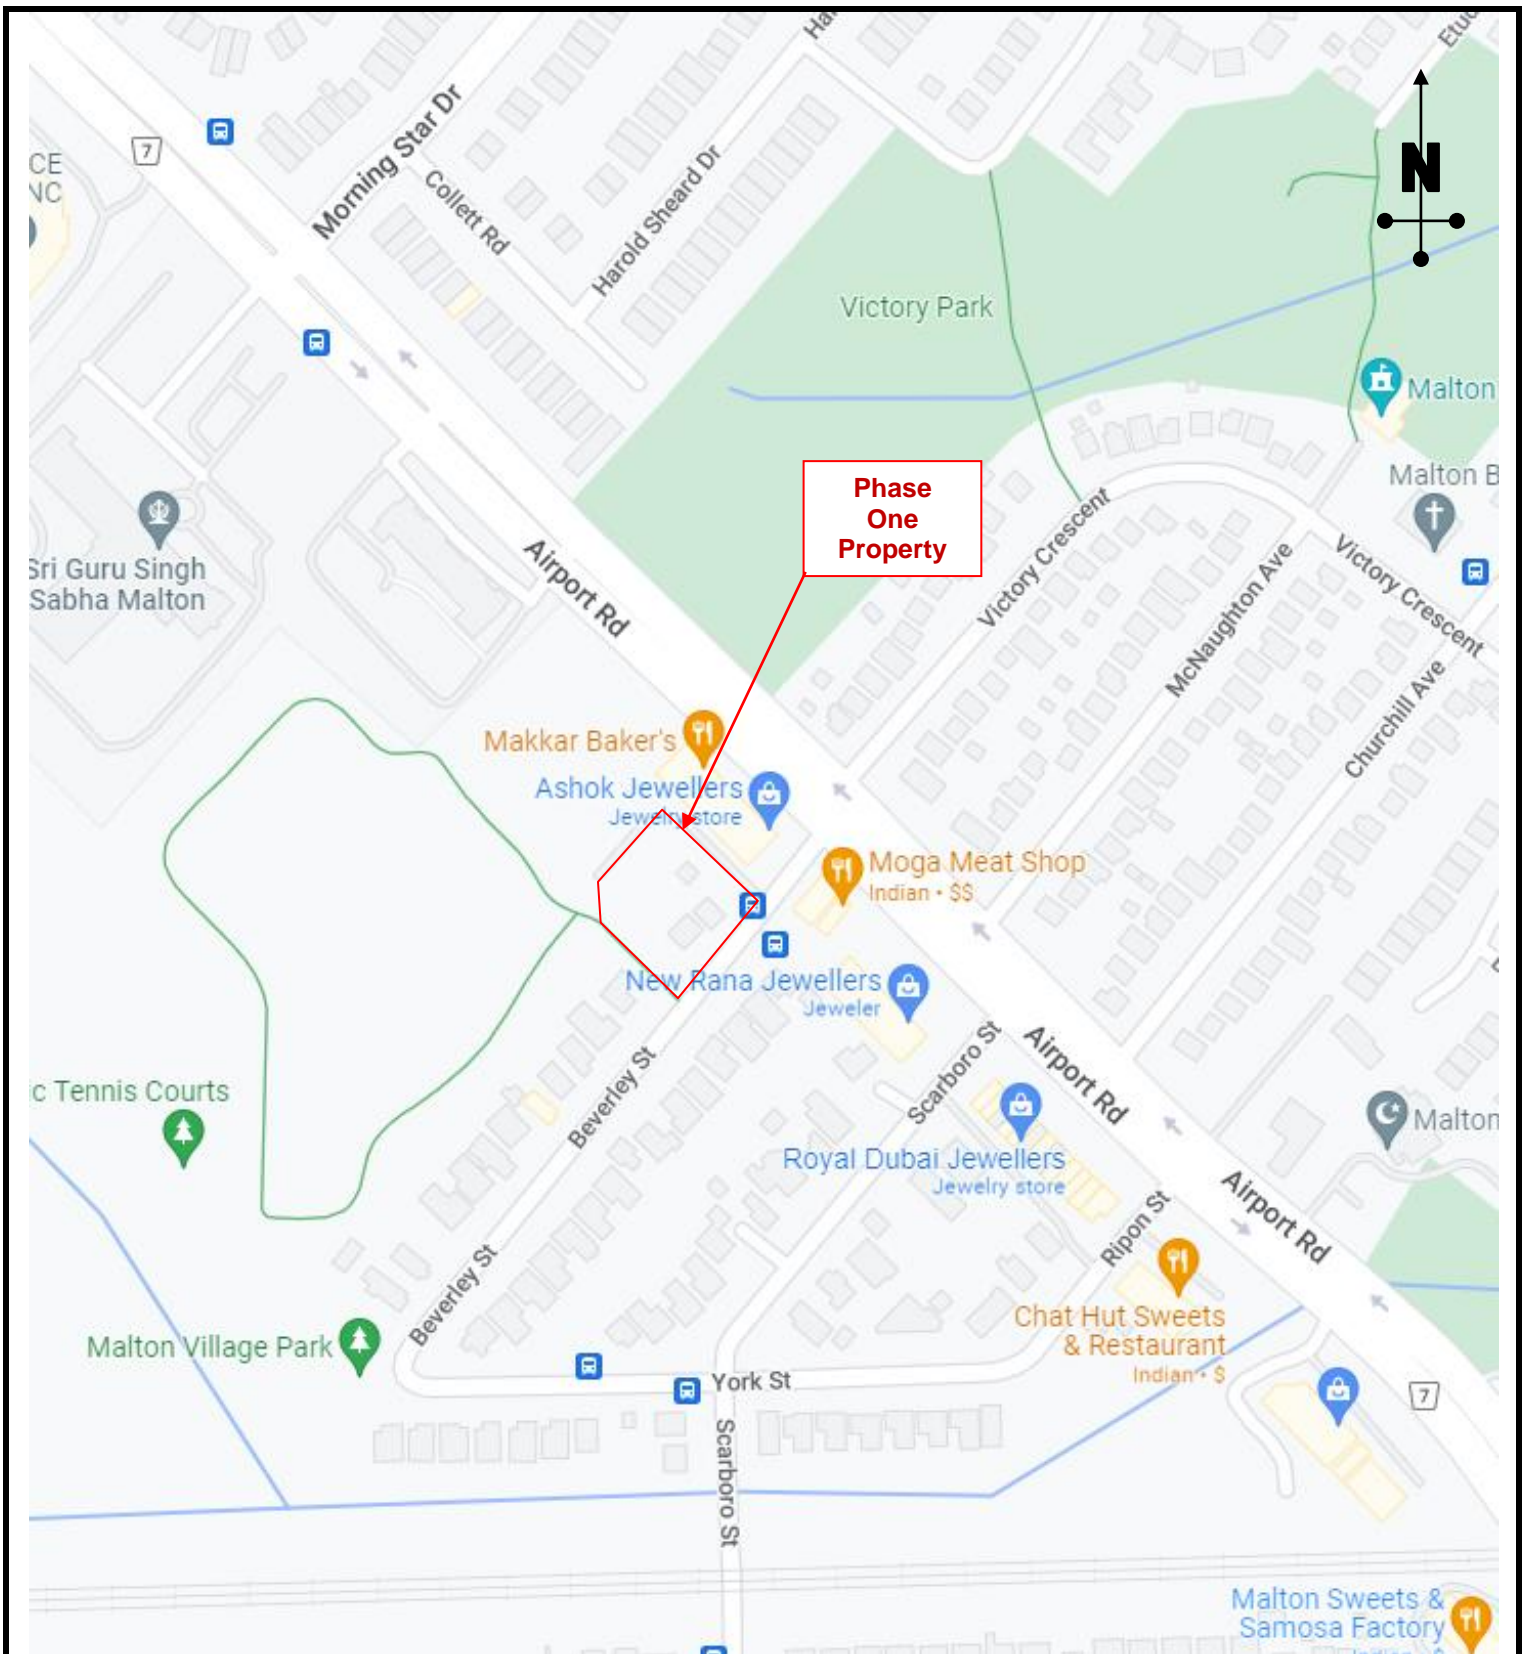 Morning Star Dr
Collett Rd
Harold Sheard Dr
7
CE
NC
N
Victory Park
Malton
Malton B
Phase
One
Property
Victory Crescent
McNaughton Ave
Victory Crescent
Churchill Ave
Sri Guru Singh
Sabha Malton
Airport Rd
Makkar Baker's
Ashok Jewellers
Jewelry store
Moga Meat Shop
Indian • $$
New Rana Jewellers
Jeweler
Scarboro St
Airport Rd
c Tennis Courts
Beverley St
Malton
Royal Dubai Jewellers
Jewelry store
Ripon St
Airport Rd
Beverley St
Malton Village Park
Chat Hut Sweets
& Restaurant
Indian • $
York St
7
Scarboro St
Malton Sweets &
Samosa Factory